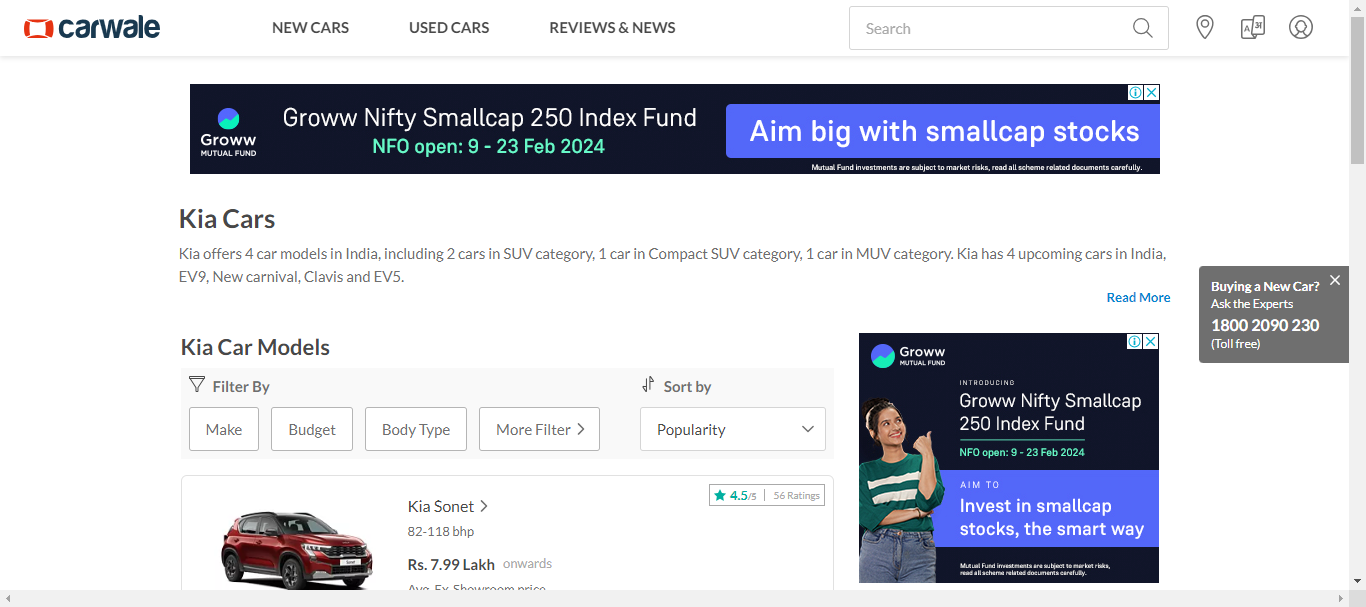 carwale
NEW CARS
USED CARS
REVIEWS & NEWS
Search
Groww
MUTUAL FUND
Groww Nifty Smallcap 250 Index Fund
NFO open: 9 - 23 Feb 2024
Aim big with smallcap stocks
Mutual Fund investments are subject to market risks, read all scheme related documents carefully.
Kia Cars
Kia offers 4 car models in India, including 2 cars in SUV category, 1 car in Compact SUV category, 1 car in MUV category. Kia has 4 upcoming cars in India,
EV9, New carnival, Clavis and EV5.
Read More
Buying a New Car?
Ask the Experts
1800 2090 230
(Toll free)
Kia Car Models
Filter By
Sort by
Make
Budget
Body Type
More Filter
Popularity
Kia Sonet
4.5/5 | 56 Ratings
82-118 bhp
Rs. 7.99 Lakh onwards
Avg. Ex-Showroom price
Groww
MUTUAL FUND
INTRODUCING
Groww Nifty Smallcap
250 Index Fund
NFO open: 9 - 23 Feb 2024
AIM TO
Invest in smallcap
stocks, the smart way
Mutual Fund investments are subject to market risks,
read all scheme related documents carefully.